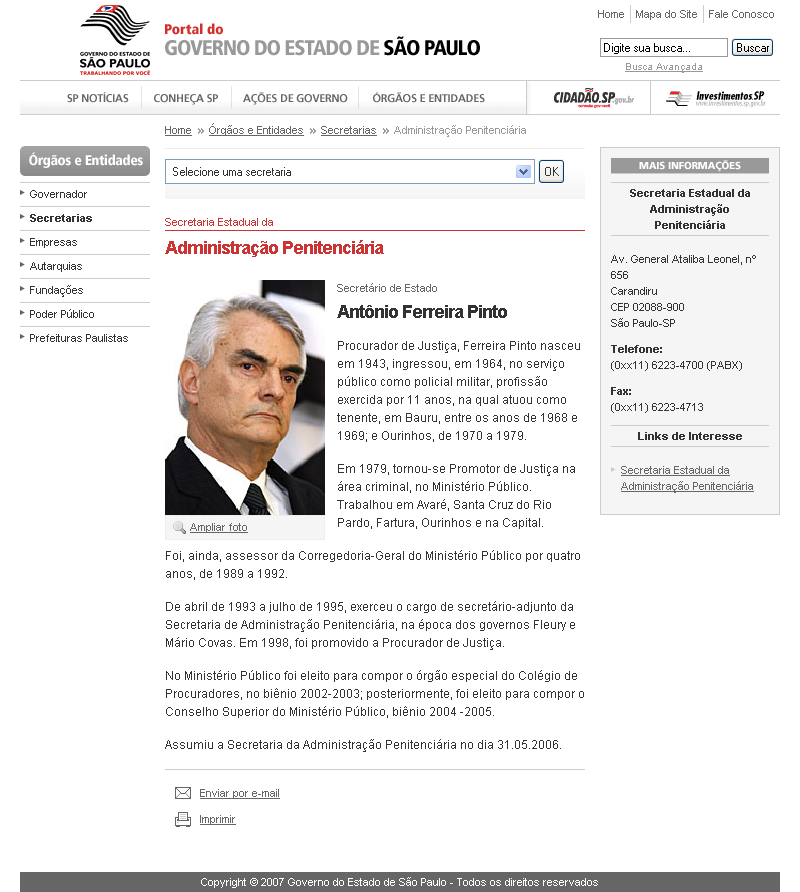 GOVERNO DO ESTADO DE
SÃO PAULO
TRABALHANDO POR VOCÊ
Portal do
GOVERNO DO ESTADO DE SÃO PAULO
Home | Mapa do Site | Fale Conosco
Digite sua busca... Buscar
Busca Avançada
SP NOTÍCIAS CONHEÇA SP AÇÕES DE GOVERNO ÓRGÃOS E ENTIDADES CIDADÃO.SP.gov.br Investimentos.SP
www.investimentos.sp.gov.br
Home » Órgãos e Entidades » Secretarias » Administração Penitenciária
Órgãos e Entidades
Governador
Secretarias
Empresas
Autarquias
Fundações
Poder Público
Prefeituras Paulistas
Selecione uma secretaria OK
Secretaria Estadual da
Administração Penitenciária
Secretário de Estado
Antônio Ferreira Pinto
Procurador de Justiça, Ferreira Pinto nasceu
em 1943, ingressou, em 1964, no serviço
público como policial militar, profissão
exercida por 11 anos, na qual atuou como
tenente, em Bauru, entre os anos de 1968 e
1969; e Ourinhos, de 1970 a 1979.
Em 1979, tornou-se Promotor de Justiça na
área criminal, no Ministério Público.
Trabalhou em Avaré, Santa Cruz do Rio
Pardo, Fartura, Ourinhos e na Capital.
Ampliar foto
Foi, ainda, assessor da Corregedoria-Geral do Ministério Público por quatro
anos, de 1989 a 1992.
De abril de 1993 a julho de 1995, exerceu o cargo de secretário-adjunto da
Secretaria de Administração Penitenciária, na época dos governos Fleury e
Mário Covas. Em 1998, foi promovido a Procurador de Justiça.
No Ministério Público foi eleito para compor o órgão especial do Colégio de
Procuradores, no biênio 2002-2003; posteriormente, foi eleito para compor o
Conselho Superior do Ministério Público, biênio 2004 -2005.
Assumiu a Secretaria da Administração Penitenciária no dia 31.05.2006.
Enviar por e-mail
Imprimir
MAIS INFORMAÇÕES
Secretaria Estadual da
Administração
Penitenciária
Av. General Ataliba Leonel, nº
656
Carandiru
CEP 02088-900
São Paulo-SP
Telefone:
(0xx11) 6223-4700 (PABX)
Fax:
(0xx11) 6223-4713
Links de Interesse
Secretaria Estadual da
Administração Penitenciária
Copyright © 2007 Governo do Estado de São Paulo - Todos os direitos reservados